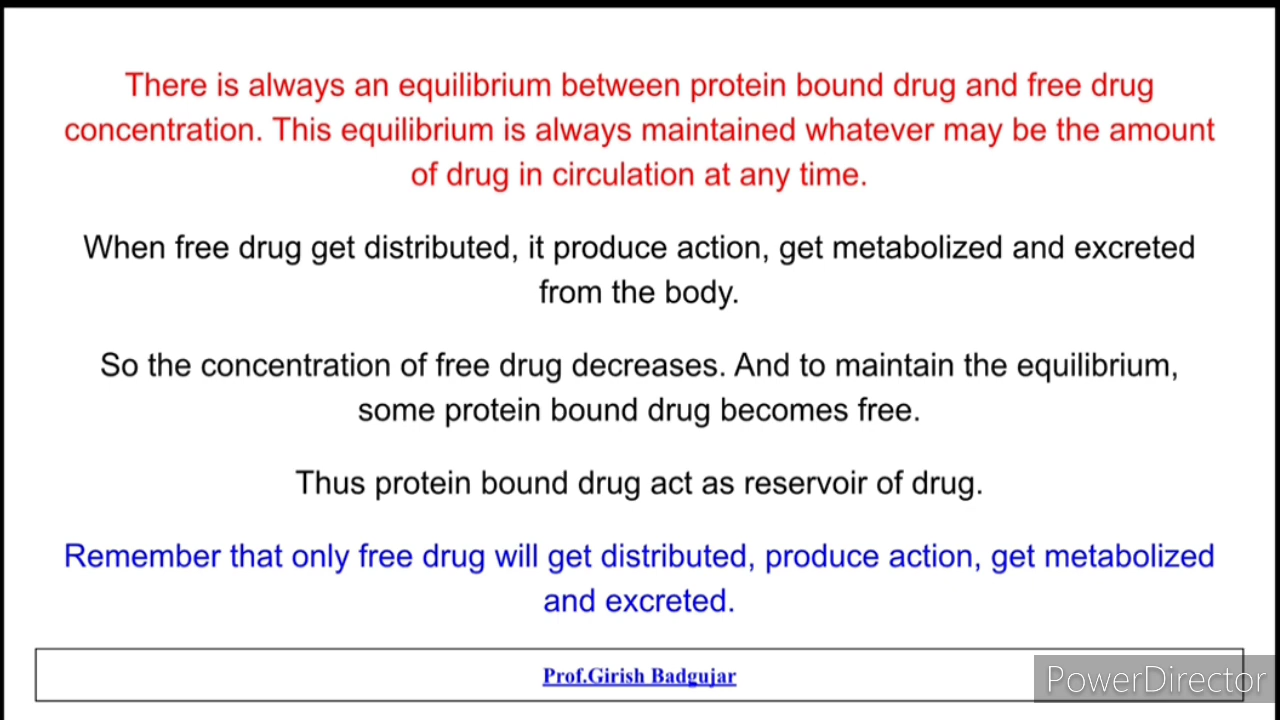 There is always an equilibrium between protein bound drug and free drug
concentration. This equilibrium is always maintained whatever may be the amount
of drug in circulation at any time.
When free drug get distributed, it produce action, get metabolized and excreted
from the body.
So the concentration of free drug decreases. And to maintain the equilibrium,
some protein bound drug becomes free.
Thus protein bound drug act as reservoir of drug.
Remember that only free drug will get distributed, produce action, get metabolized
and excreted.
Prof.Girish Badgujar
PowerDirector